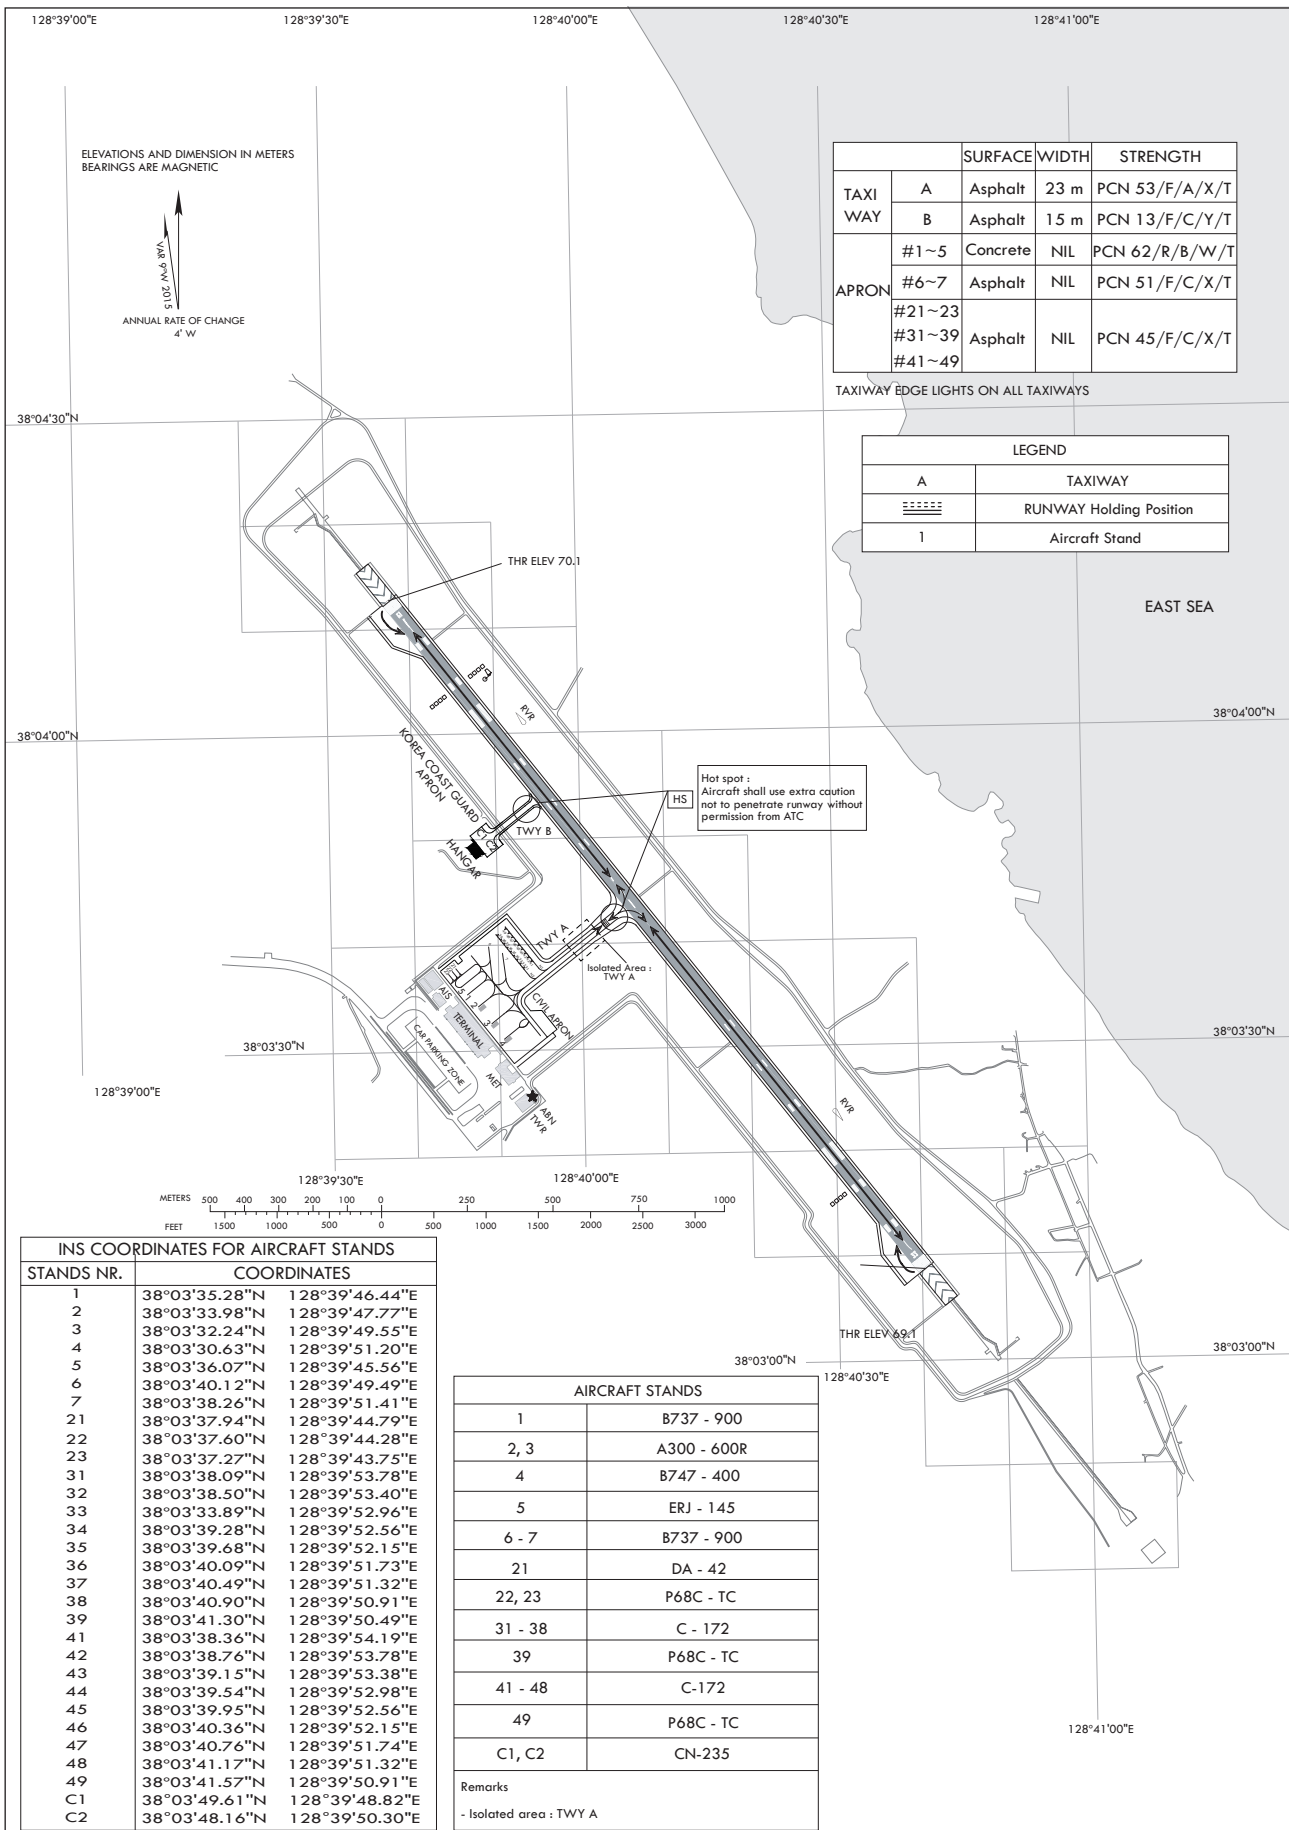 128°39'00"E
128°39'30"E
128°40'00"E
128°40'30"E
128°41'00"E
ELEVATIONS AND DIMENSION IN METERS
BEARINGS ARE MAGNETIC
VAR 9°W 2015
ANNUAL RATE OF CHANGE
4' W
SURFACE WIDTH STRENGTH
TAXI WAY
A Asphalt 23 m PCN 53/F/A/X/T
B Asphalt 15 m PCN 13/F/C/Y/T
APRON
#1~5 Concrete NIL PCN 62/R/B/W/T
#6~7 Asphalt NIL PCN 51/F/C/X/T
#21~23
#31~39 Asphalt NIL PCN 45/F/C/X/T
#41~49
TAXIWAY EDGE LIGHTS ON ALL TAXIWAYS
38°04'30"N
LEGEND
A TAXIWAY
RUNWAY Holding Position
1 Aircraft Stand
THR ELEV 70.1
EAST SEA
RVR
38°04'00"N
38°04'00"N
KOREA COAST GUARD
APRON
Hot spot :
Aircraft shall use extra caution
not to penetrate runway without
permission from ATC
HS
C1 C2
TWY B
HANGAR
TWY A
Isolated Area :
TWY A
AIS
5 1 2
3
4
CIVIL APRON
TERMINAL
CAR PARKING ZONE
MET
ABN
TWR
38°03'30"N
38°03'30"N
128°39'00"E
RVR
128°39'30"E
128°40'00"E
METERS 500 400 300 200 100 0 250 500 750 1000
FEET 1500 1000 500 0 500 1000 1500 2000 2500 3000
THR ELEV 69.1
38°03'00"N
38°03'00"N
128°40'30"E
128°41'00"E
INS COORDINATES FOR AIRCRAFT STANDS
STANDS NR. COORDINATES
1 38°03'35.28"N 128°39'46.44"E
2 38°03'33.98"N 128°39'47.77"E
3 38°03'32.24"N 128°39'49.55"E
4 38°03'30.63"N 128°39'51.20"E
5 38°03'36.07"N 128°39'45.56"E
6 38°03'40.12"N 128°39'49.49"E
7 38°03'38.26"N 128°39'51.41"E
21 38°03'37.94"N 128°39'44.79"E
22 38°03'37.60"N 128°39'44.28"E
23 38°03'37.27"N 128°39'43.75"E
31 38°03'38.09"N 128°39'53.78"E
32 38°03'38.50"N 128°39'53.40"E
33 38°03'33.89"N 128°39'52.96"E
34 38°03'39.28"N 128°39'52.56"E
35 38°03'39.68"N 128°39'52.15"E
36 38°03'40.09"N 128°39'51.73"E
37 38°03'40.49"N 128°39'51.32"E
38 38°03'40.90"N 128°39'50.91"E
39 38°03'41.30"N 128°39'50.49"E
41 38°03'38.36"N 128°39'54.19"E
42 38°03'38.76"N 128°39'53.78"E
43 38°03'39.15"N 128°39'53.38"E
44 38°03'39.54"N 128°39'52.98"E
45 38°03'39.95"N 128°39'52.56"E
46 38°03'40.36"N 128°39'52.15"E
47 38°03'40.76"N 128°39'51.74"E
48 38°03'41.17"N 128°39'51.32"E
49 38°03'41.57"N 128°39'50.91"E
C1 38°03'49.61"N 128°39'48.82"E
C2 38°03'48.16"N 128°39'50.30"E
AIRCRAFT STANDS
1 B737 - 900
2, 3 A300 - 600R
4 B747 - 400
5 ERJ - 145
6 - 7 B737 - 900
21 DA - 42
22, 23 P68C - TC
31 - 38 C - 172
39 P68C - TC
41 - 48 C-172
49 P68C - TC
C1, C2 CN-235
Remarks
- Isolated area : TWY A